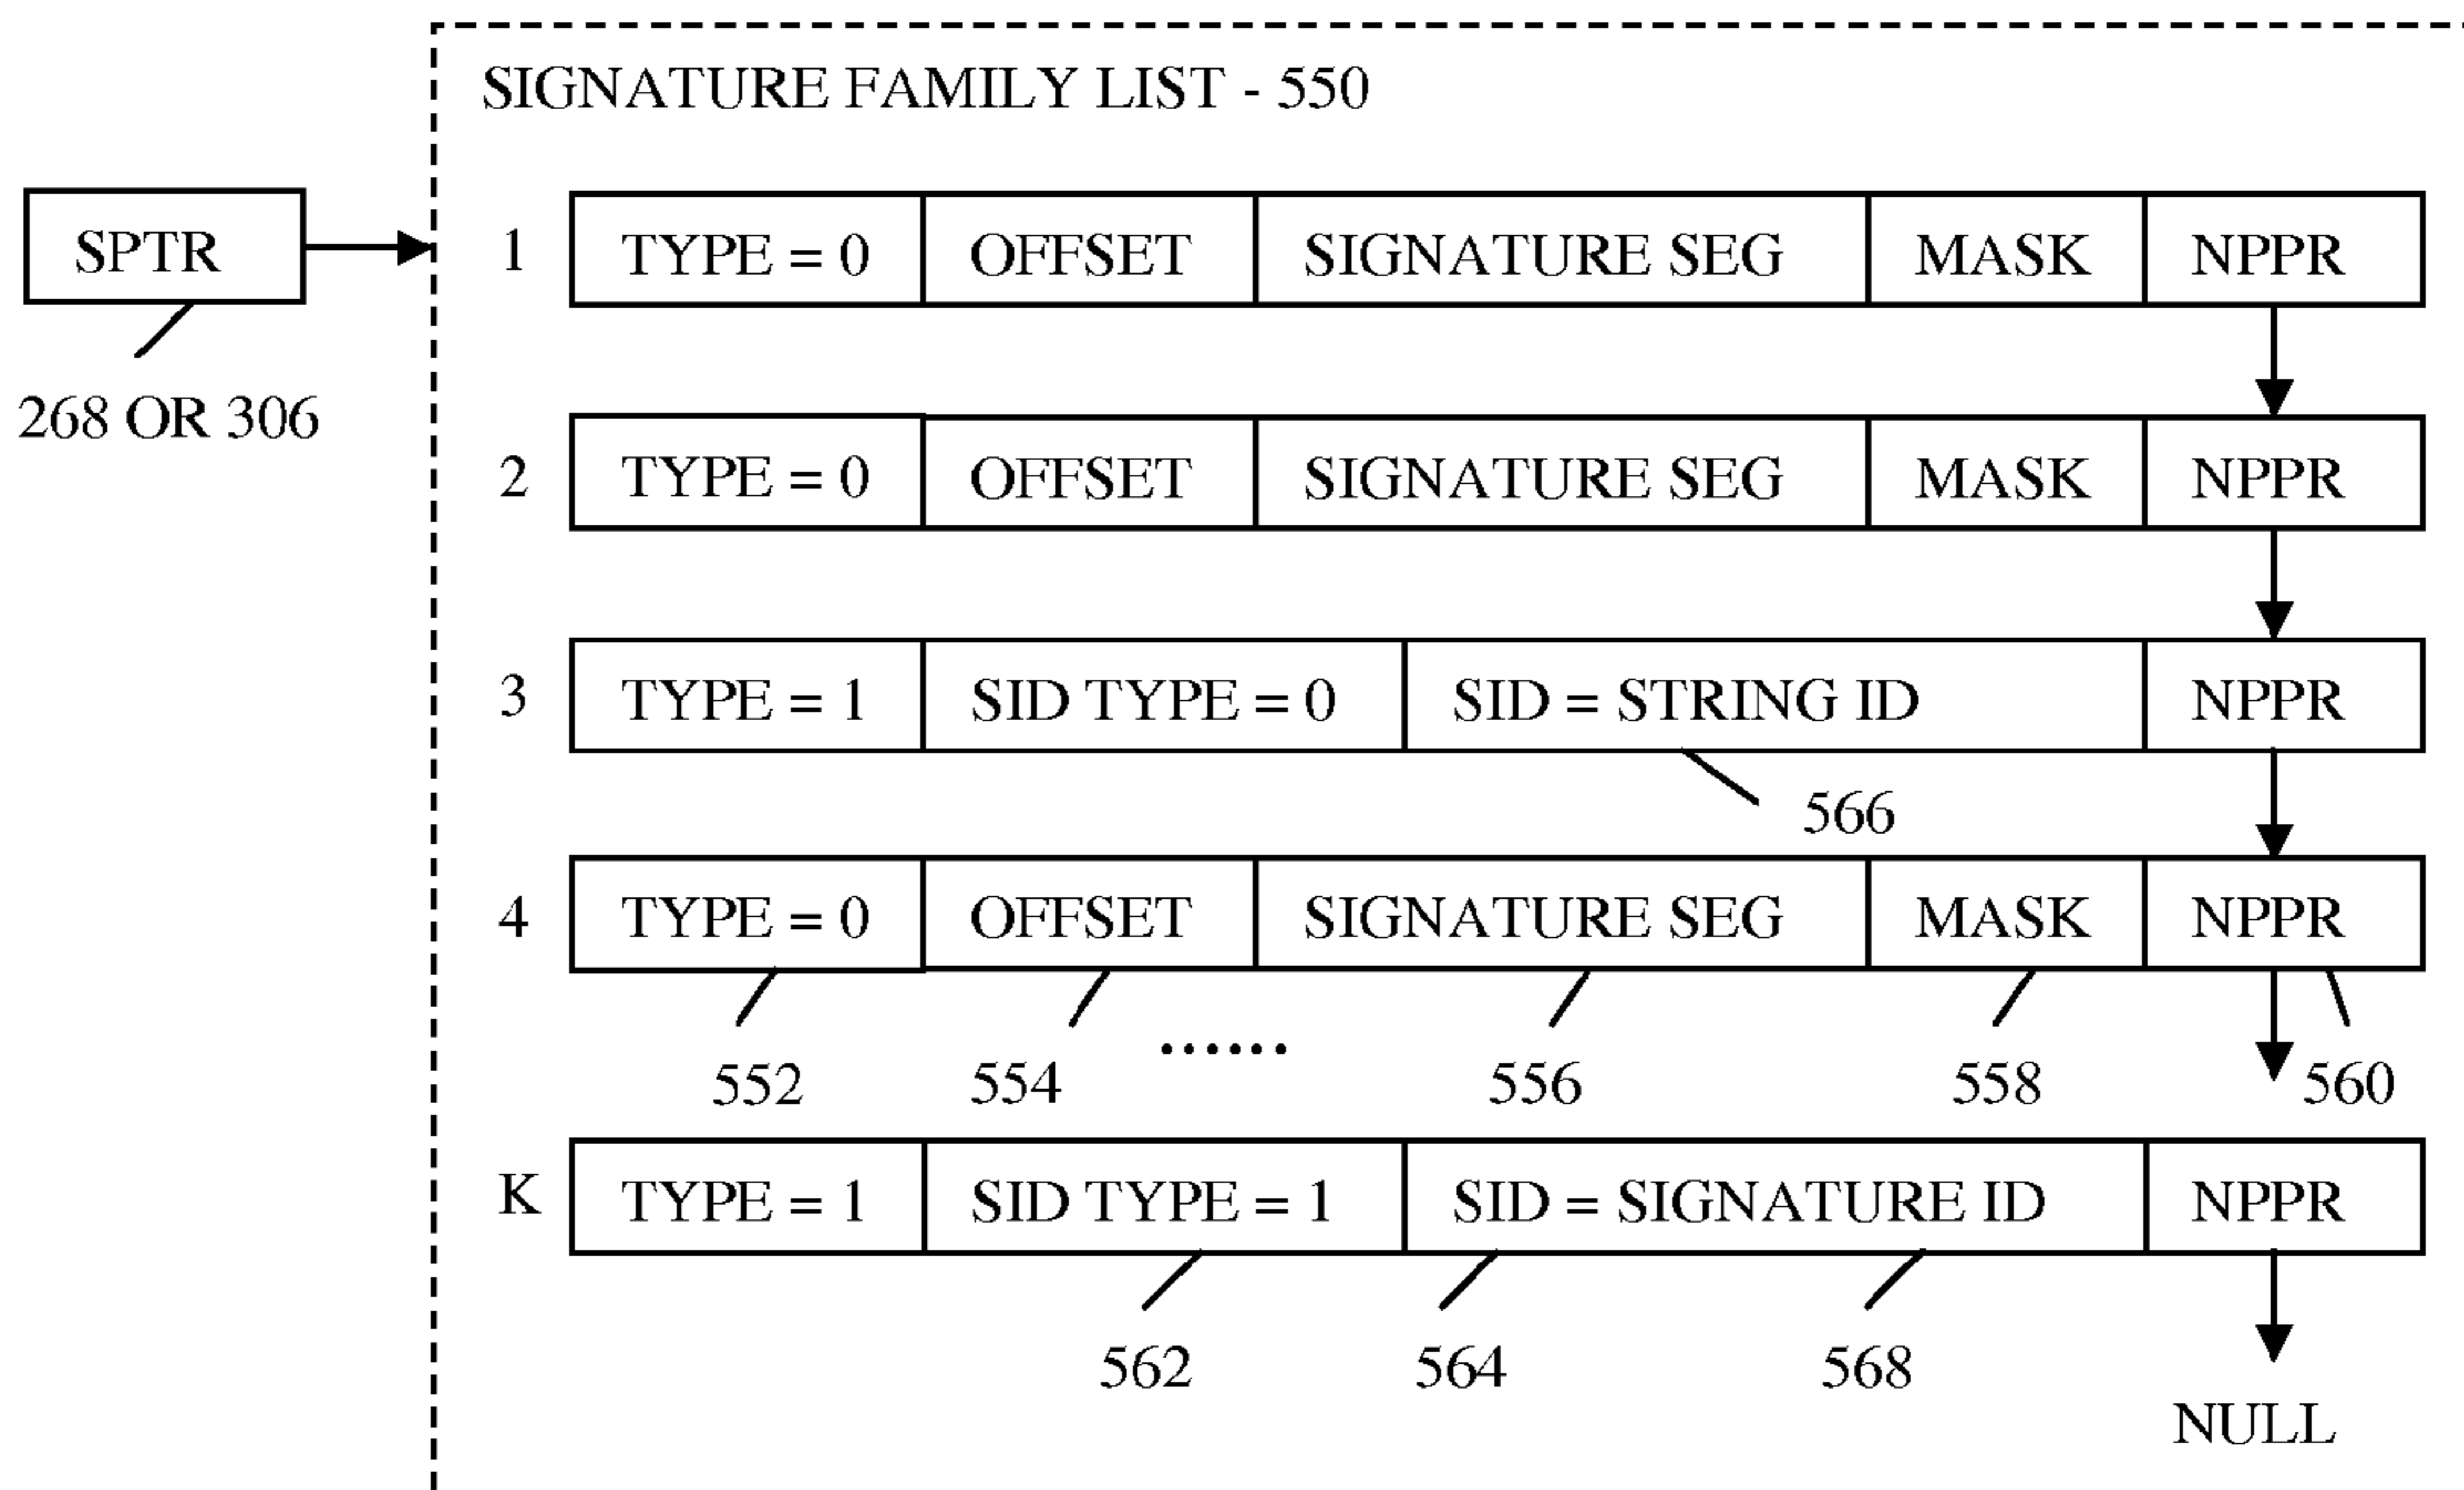 SIGNATURE FAMILY LIST - 550
SPTR
268 OR 306
1 TYPE = 0 OFFSET SIGNATURE SEG MASK NPPR
2 TYPE = 0 OFFSET SIGNATURE SEG MASK NPPR
3 TYPE = 1 SID TYPE = 0 SID = STRING ID NPPR
566
4 TYPE = 0 OFFSET SIGNATURE SEG MASK NPPR
552 554 ...... 556 558 560
K TYPE = 1 SID TYPE = 1 SID = SIGNATURE ID NPPR
562 564 568
NULL